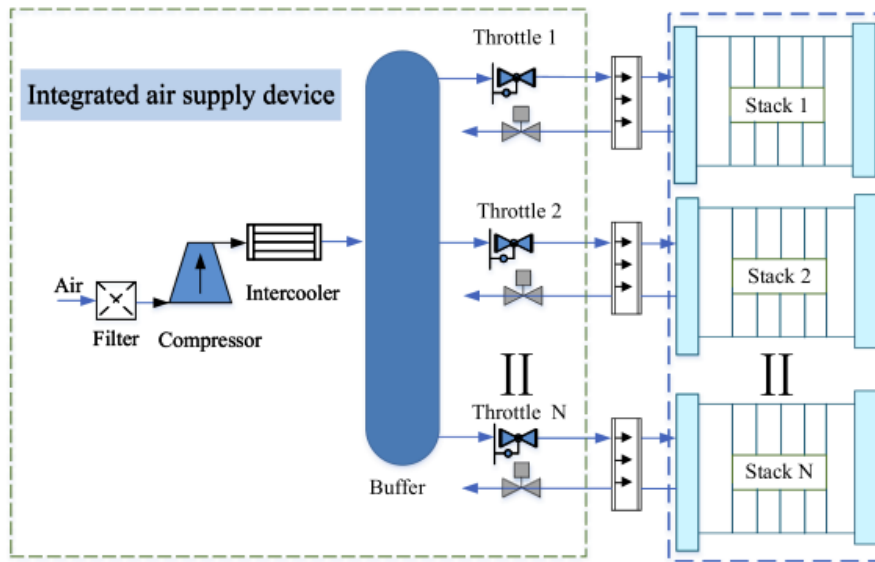 Throttle 1
Integrated air supply device
Stack 1
Throttle 2
Air
Intercooler
Stack 2
Filter
Compressor
Throttle N
Stack N
Buffer